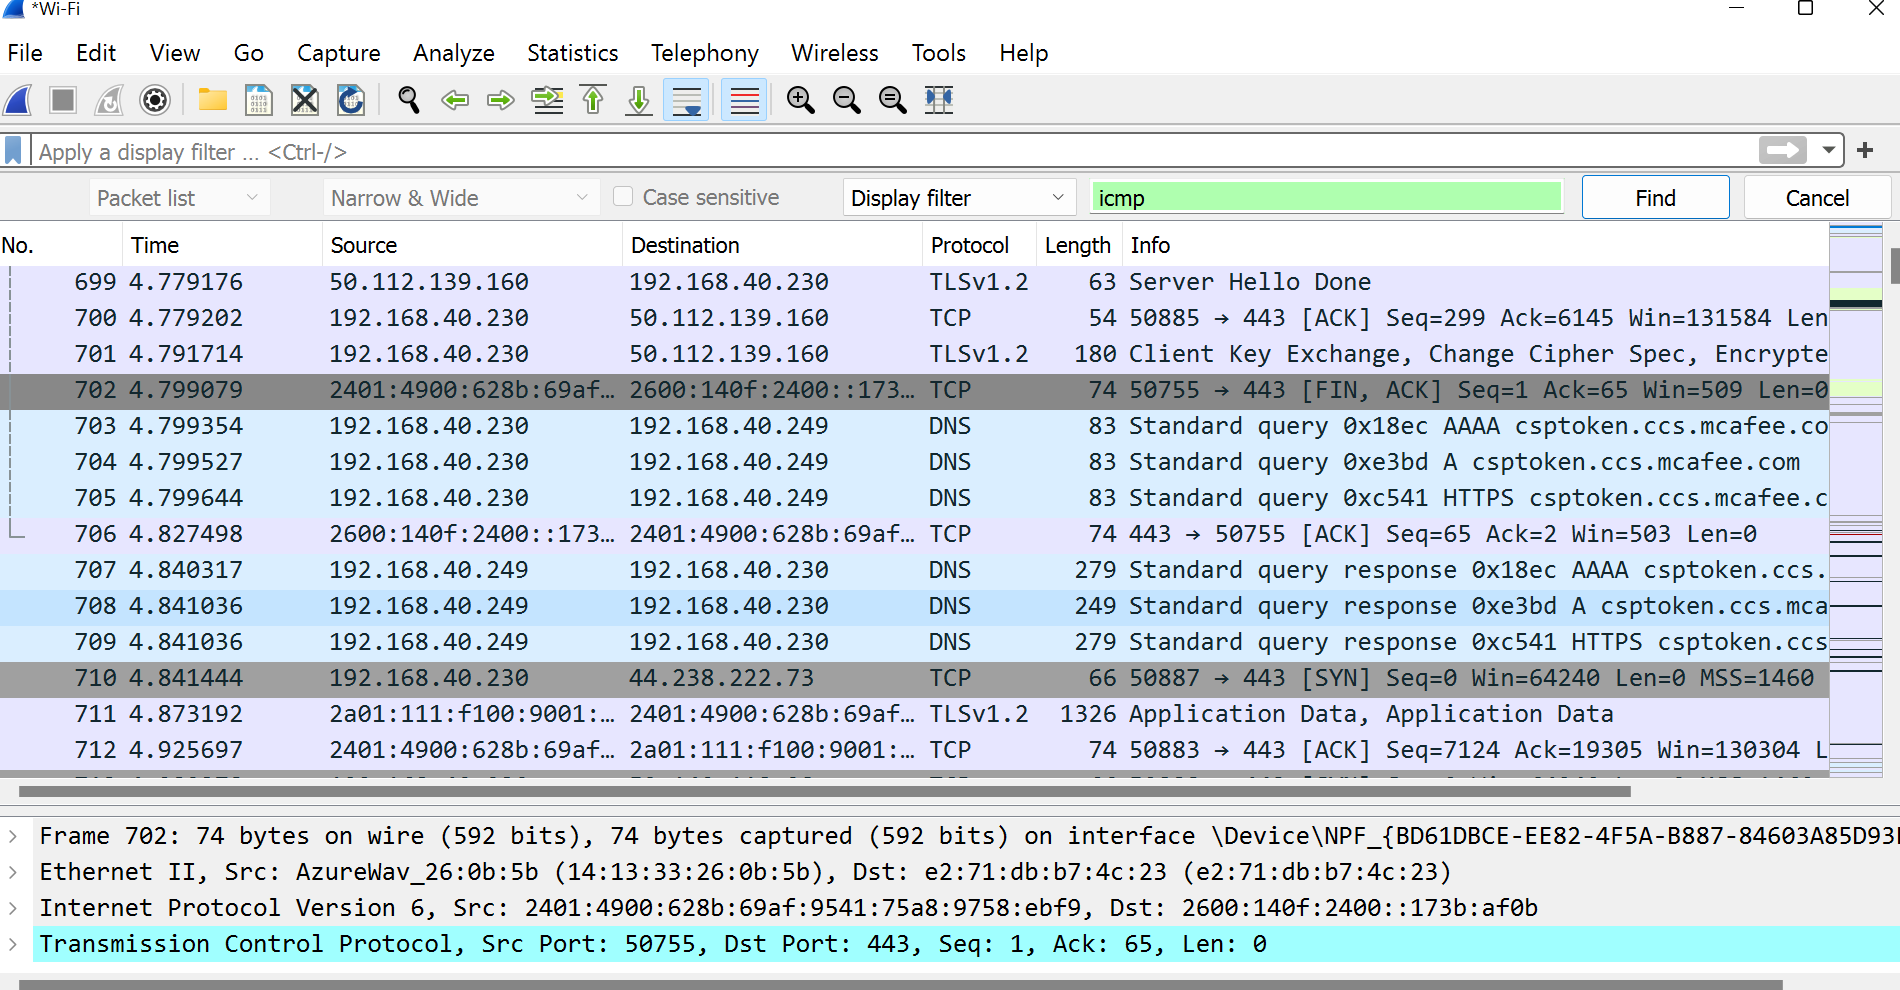 *Wi-Fi
File Edit View Go Capture Analyze Statistics Telephony Wireless Tools Help
Apply a display filter ... <Ctrl-/>
Packet list Narrow & Wide Case sensitive Display filter icmp Find Cancel
No. Time Source Destination Protocol Length Info
699 4.779176 50.112.139.160 192.168.40.230 TLSv1.2 63 Server Hello Done
700 4.779202 192.168.40.230 50.112.139.160 TCP 54 50885 → 443 [ACK] Seq=299 Ack=6145 Win=131584 Len
701 4.791714 192.168.40.230 50.112.139.160 TLSv1.2 180 Client Key Exchange, Change Cipher Spec, Encrypte
702 4.799079 2401:4900:628b:69af… 2600:140f:2400::173… TCP 74 50755 → 443 [FIN, ACK] Seq=1 Ack=65 Win=509 Len=0
703 4.799354 192.168.40.230 192.168.40.249 DNS 83 Standard query 0x18ec AAAA csptoken.ccs.mcafee.co
704 4.799527 192.168.40.230 192.168.40.249 DNS 83 Standard query 0xe3bd A csptoken.ccs.mcafee.com
705 4.799644 192.168.40.230 192.168.40.249 DNS 83 Standard query 0xc541 HTTPS csptoken.ccs.mcafee.c
706 4.827498 2600:140f:2400::173… 2401:4900:628b:69af… TCP 74 443 → 50755 [ACK] Seq=65 Ack=2 Win=503 Len=0
707 4.840317 192.168.40.249 192.168.40.230 DNS 279 Standard query response 0x18ec AAAA csptoken.ccs.
708 4.841036 192.168.40.249 192.168.40.230 DNS 249 Standard query response 0xe3bd A csptoken.ccs.mca
709 4.841036 192.168.40.249 192.168.40.230 DNS 279 Standard query response 0xc541 HTTPS csptoken.ccs
710 4.841444 192.168.40.230 44.238.222.73 TCP 66 50887 → 443 [SYN] Seq=0 Win=64240 Len=0 MSS=1460
711 4.873192 2a01:111:f100:9001:… 2401:4900:628b:69af… TLSv1.2 1326 Application Data, Application Data
712 4.925697 2401:4900:628b:69af… 2a01:111:f100:9001:… TCP 74 50883 → 443 [ACK] Seq=7124 Ack=19305 Win=130304 L
Frame 702: 74 bytes on wire (592 bits), 74 bytes captured (592 bits) on interface \Device\NPF_{BD61DBCE-EE82-4F5A-B887-84603A85D93
Ethernet II, Src: AzureWav_26:0b:5b (14:13:33:26:0b:5b), Dst: e2:71:db:b7:4c:23 (e2:71:db:b7:4c:23)
Internet Protocol Version 6, Src: 2401:4900:628b:69af:9541:75a8:9758:ebf9, Dst: 2600:140f:2400::173b:af0b
Transmission Control Protocol, Src Port: 50755, Dst Port: 443, Seq: 1, Ack: 65, Len: 0